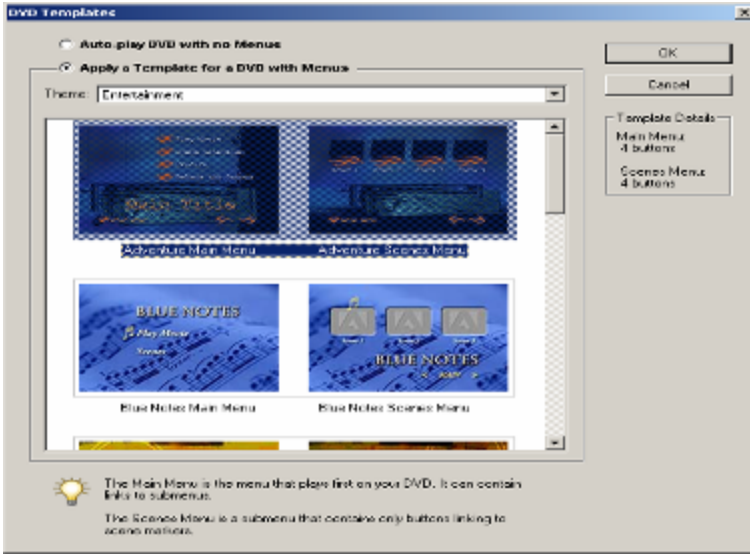 DVD Templates
Auto-play DVD with no Menus
Apply a Template for a DVD with Menus
Theme: Entertainment
OK
Cancel
Template Details
Main Menu:
4 buttons
Scenes Menu:
4 buttons
Main Title
Adventure Main Menu
Adventure Scenes Menu
BLUE NOTES
Play Movie
Scenes
BLUE NOTES
Blue Notes Main Menu
Blue Notes Scenes Menu
The Main Menu is the menu that plays first on your DVD. It can contain
links to submenus.
The Scenes Menu is a submenu that contains only buttons linking to
scene markers.